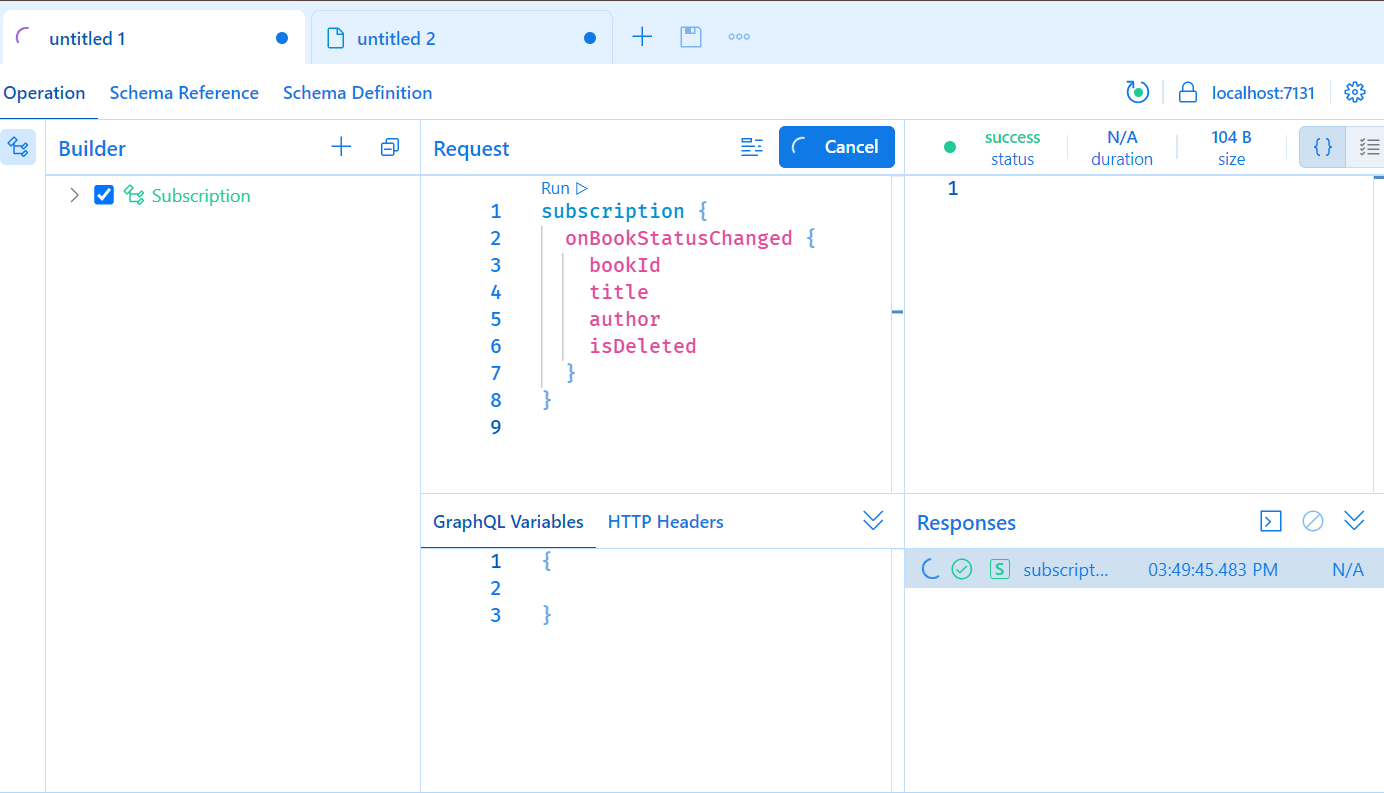 untitled 1
untitled 2
Operation
Schema Reference
Schema Definition
localhost:7131
Builder
Subscription
Request
Cancel
Run
1 subscription {
2 onBookStatusChanged {
3 bookId
4 title
5 author
6 isDeleted
7 }
8 }
9
GraphQL Variables
HTTP Headers
1 {
2
3 }
success
status
N/A
duration
104 B
size
{ }
1
Responses
S subscript... 03:49:45.483 PM N/A